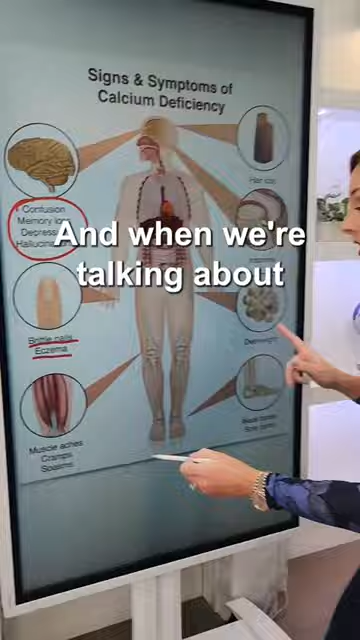 Signs & Symptoms of
Calcium Deficiency
Hair loss
Confusion
Memory loss
And when we're
talking about
Brittle nails
Eczema
Muscle aches
Cramps
Spasms